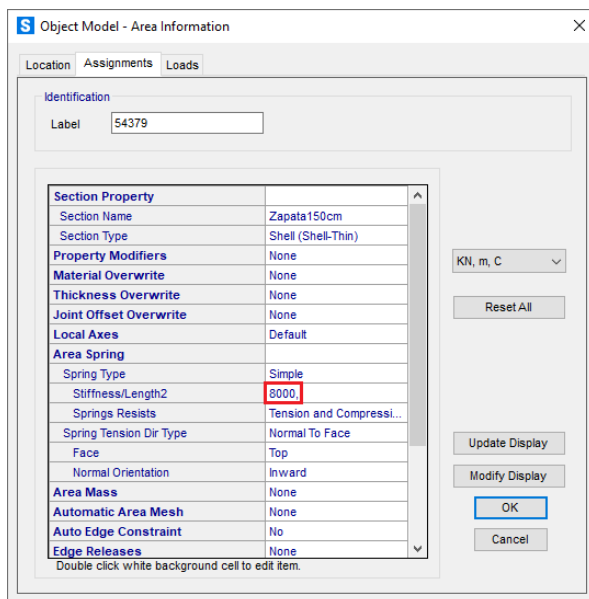 S Object Model - Area Information
Location Assignments Loads
Identification
Label 54379
Section Property
Section Name Zapata150cm
Section Type Shell (Shell-Thin)
Property Modifiers None
Material Overwrite None
Thickness Overwrite None
Joint Offset Overwrite None
Local Axes Default
Area Spring
Spring Type Simple
Stiffness/Length2 8000,
Springs Resists Tension and Compressi...
Spring Tension Dir Type Normal To Face
Face Top
Normal Orientation Inward
Area Mass None
Automatic Area Mesh None
Auto Edge Constraint No
Edge Releases None
Double click white background cell to edit item.
KN, m, C
Reset All
Update Display
Modify Display
OK
Cancel